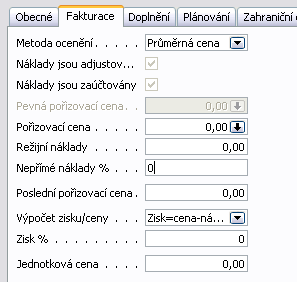 Obecné Fakturace Doplnění Plánování Zahraniční
Metoda ocenění . . . . . Průměrná cena
Náklady jsou adjustov...
Náklady jsou zaúčtovány
Pevná pořizovací cena . . 0,00
Pořizovací cena . . . . . 0,00
Režijní náklady . . . . . 0,00
Nepřímé náklady % . . . . 0
Poslední pořizovací cena . 0,00
Výpočet zisku/ceny . . . Zisk=cena-ná...
Zisk % . . . . . . . . . 0
Jednotková cena . . . . . 0,00